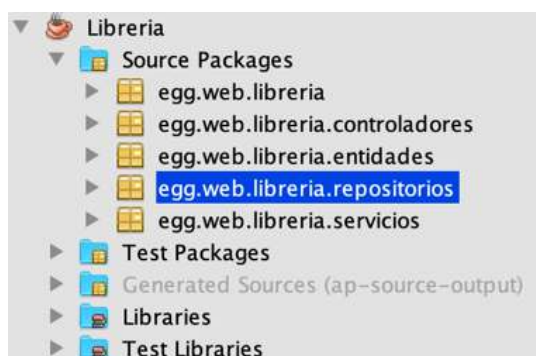 Libreria
Source Packages
egg.web.libreria
egg.web.libreria.controladores
egg.web.libreria.entidades
egg.web.libreria.repositorios
egg.web.libreria.servicios
Test Packages
Generated Sources (ap-source-output)
Libraries
Test Libraries